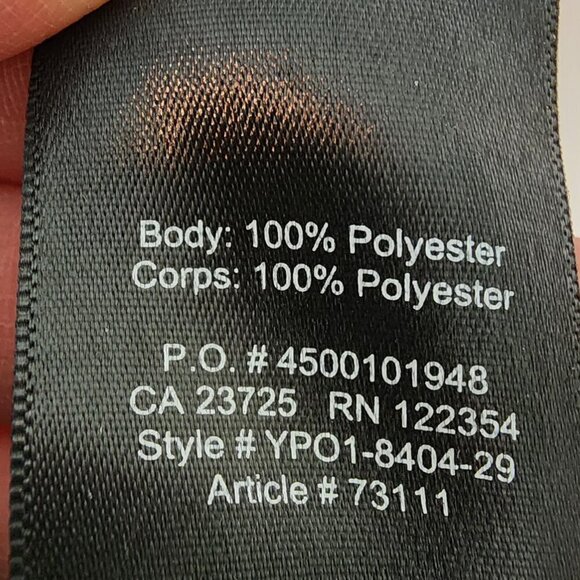 Body: 100% Polyester
Corps: 100% Polyester
P.O. # 4500101948
CA 23725 RN 122354
Style # YPO1-8404-29
Article # 73111